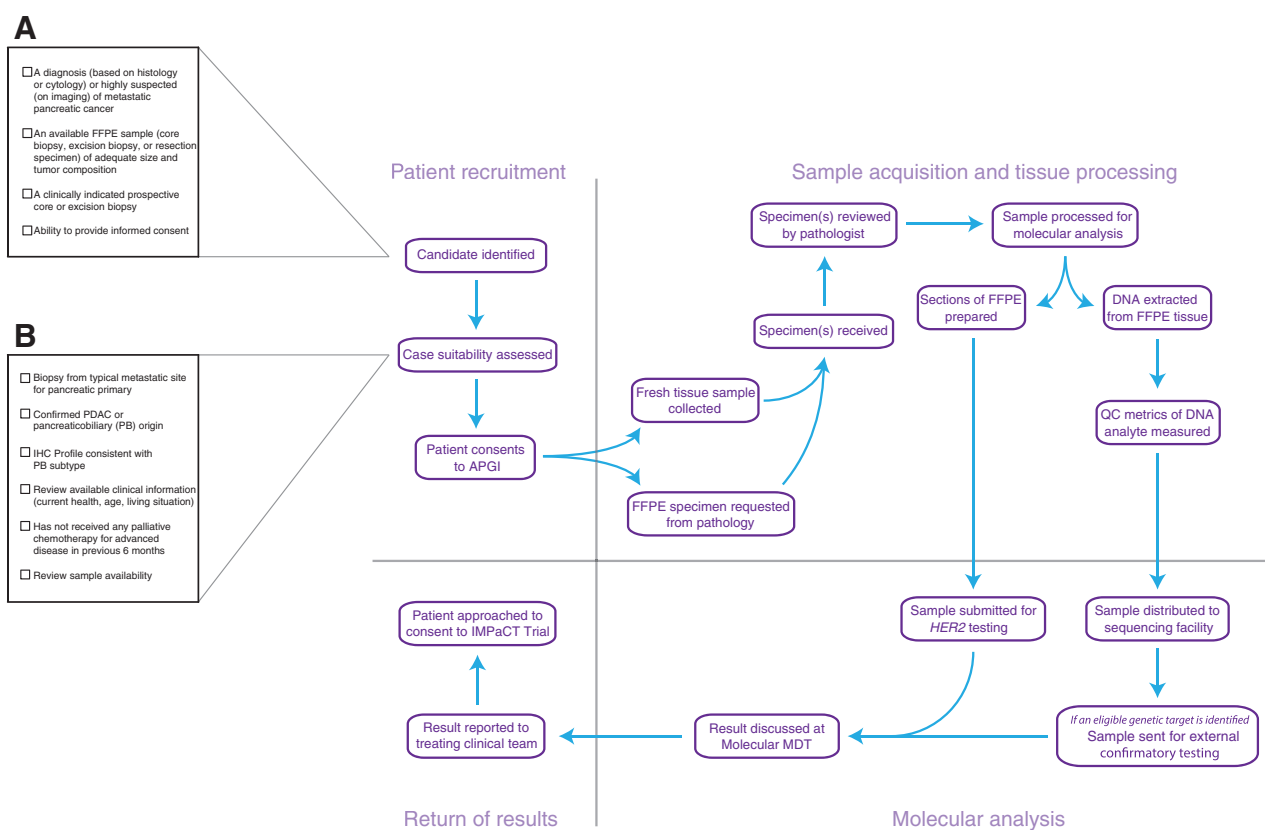 A
A diagnosis (based on histology
or cytology) or highly suspected
(on imaging) of metastatic
pancreatic cancer
An available FFPE sample (core
biopsy, excision biopsy, or resection
specimen) of adequate size and
tumor composition
A clinically indicated prospective
core or excision biopsy
Ability to provide informed consent
B
Biopsy from typical metastatic site
for pancreatic primary
Confirmed PDAC or
pancreaticobiliary (PB) origin
IHC Profile consistent with
PB subtype
Review available clinical information
(current health, age, living situation)
Has not received any palliative
chemotherapy for advanced
disease in previous 6 months
Review sample availability
Patient recruitment
Candidate identified
Case suitability assessed
Patient consents
to APGI
Sample acquisition and tissue processing
Fresh tissue sample
collected
FFPE specimen requested
from pathology
Specimen(s) received
Specimen(s) reviewed
by pathologist
Sample processed for
molecular analysis
Sections of FFPE
prepared
DNA extracted
from FFPE tissue
QC metrics of DNA
analyte measured
Sample submitted for
HER2 testing
Sample distributed to
sequencing facility
If an eligible genetic target is identified
Sample sent for external
confirmatory testing
Result discussed at
Molecular MDT
Molecular analysis
Result reported to
treating clinical team
Patient approached to
consent to IMPaCT Trial
Return of results